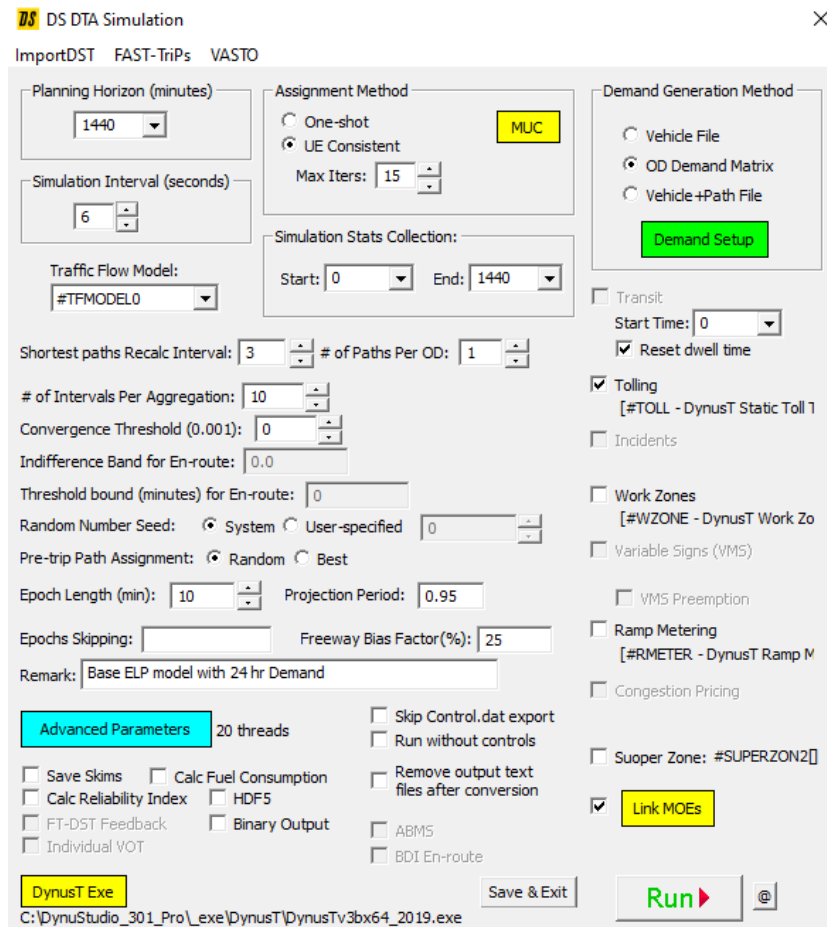 DS DS DTA Simulation
ImportDST FAST-TriPs VASTO
Planning Horizon (minutes)
1440
Simulation Interval (seconds)
6
Traffic Flow Model:
#TFMODEL0
Assignment Method
One-shot
UE Consistent
MUC
Max Iters: 15
Simulation Stats Collection:
Start: 0 End: 1440
Demand Generation Method
Vehicle File
OD Demand Matrix
Vehicle+Path File
Demand Setup
Shortest paths Recalc Interval: 3 # of Paths Per OD: 1
# of Intervals Per Aggregation: 10
Convergence Threshold (0.001): 0
Indifference Band for En-route: 0.0
Threshold bound (minutes) for En-route: 0
Random Number Seed: System User-specified 0
Pre-trip Path Assignment: Random Best
Epoch Length (min): 10 Projection Period: 0.95
Epochs Skipping: Freeway Bias Factor(%): 25
Remark: Base ELP model with 24 hr Demand
Transit
Start Time: 0
Reset dwell time
Tolling
[#TOLL - DynusT Static Toll T
Incidents
Work Zones
[#WZONE - DynusT Work Zo
Variable Signs (VMS)
VMS Preemption
Ramp Metering
[#RMETER - DynusT Ramp M
Congestion Pricing
Suoper Zone: #SUPERZON2[]
Link MOEs
Advanced Parameters 20 threads
Save Skims Calc Fuel Consumption
Calc Reliability Index HDF5
FT-DST Feedback Binary Output
Individual VOT
Skip Control.dat export
Run without controls
Remove output text
files after conversion
ABMS
BDI En-route
DynusT Exe
Save & Exit
Run
@
C:\DynuStudio_301_Pro\_exe\DynusT\DynusTv3bx64_2019.exe